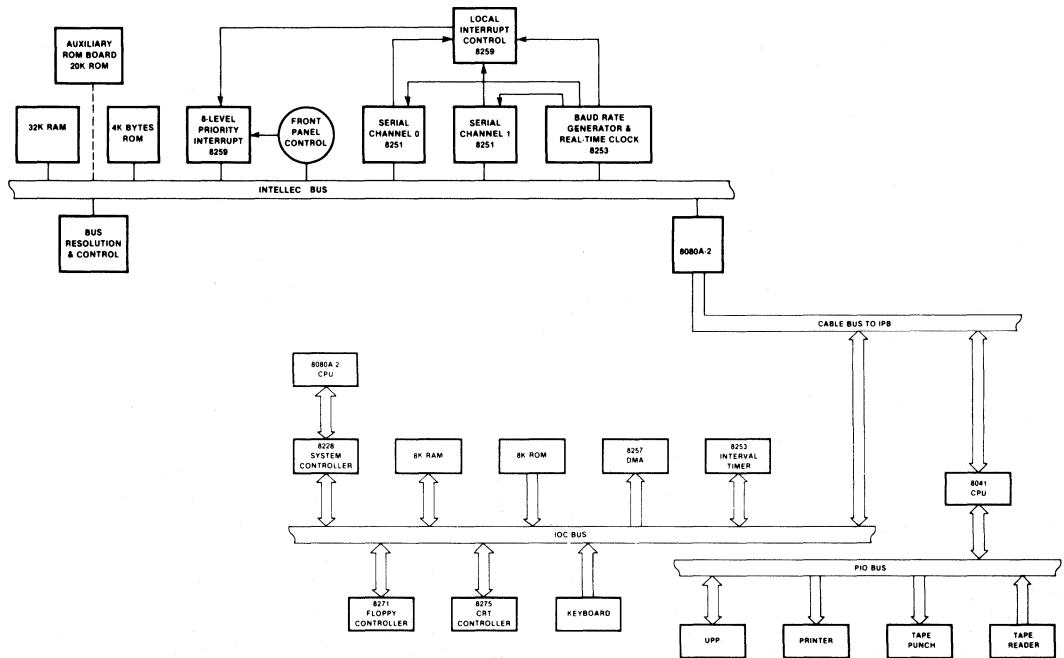 LOCAL
INTERRUPT
CONTROL
8259
AUXILIARY
ROM BOARD
20K ROM
32K RAM
4K BYTES
ROM
8-LEVEL
PRIORITY
INTERRUPT
8259
FRONT
PANEL
CONTROL
SERIAL
CHANNEL 0
8251
SERIAL
CHANNEL 1
8251
BAUD RATE
GENERATOR &
REAL-TIME CLOCK
8253
INTELLEC BUS
BUS
RESOLUTION
& CONTROL
8080A-2
CABLE BUS TO IPB
8080A-2
CPU
8228
SYSTEM
CONTROLLER
8K RAM
8K ROM
8257
DMA
8253
INTERVAL
TIMER
8041
CPU
IOC BUS
PIO BUS
8271
FLOPPY
CONTROLLER
8275
CRT
CONTROLLER
KEYBOARD
UPP
PRINTER
TAPE
PUNCH
TAPE
READER